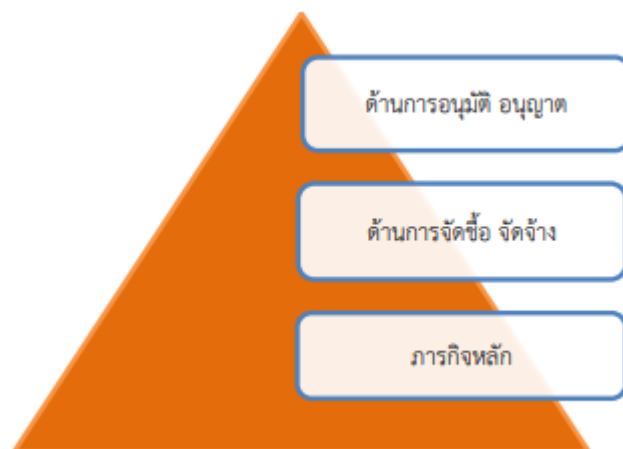 ด้านการอนุมัติ อนุญาต
ด้านการจัดซื้อ จัดจ้าง
ภารกิจหลัก